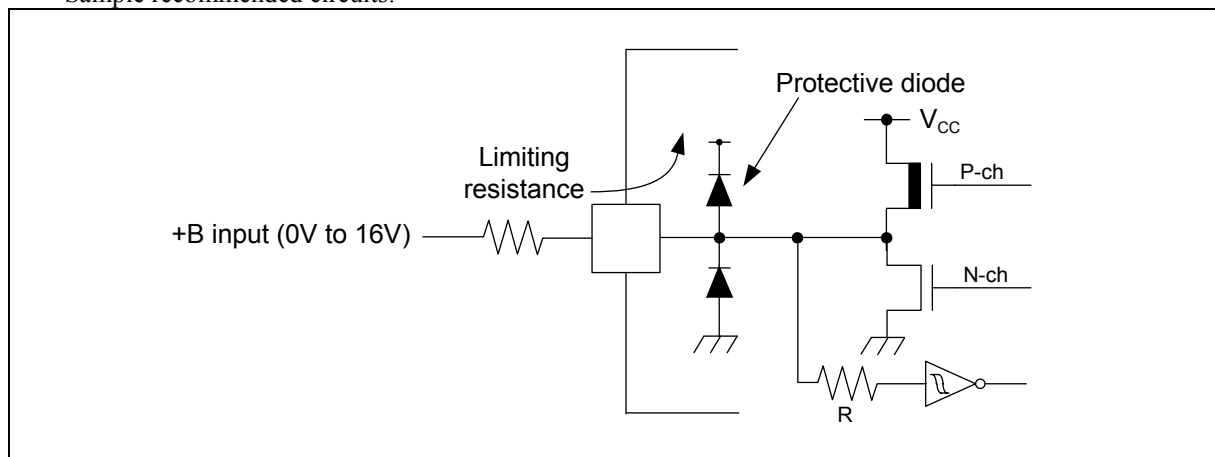 Sample recommended circuits:
Protective diode
VCC
Limiting
resistance
P-ch
+B input (0V to 16V)
N-ch
R